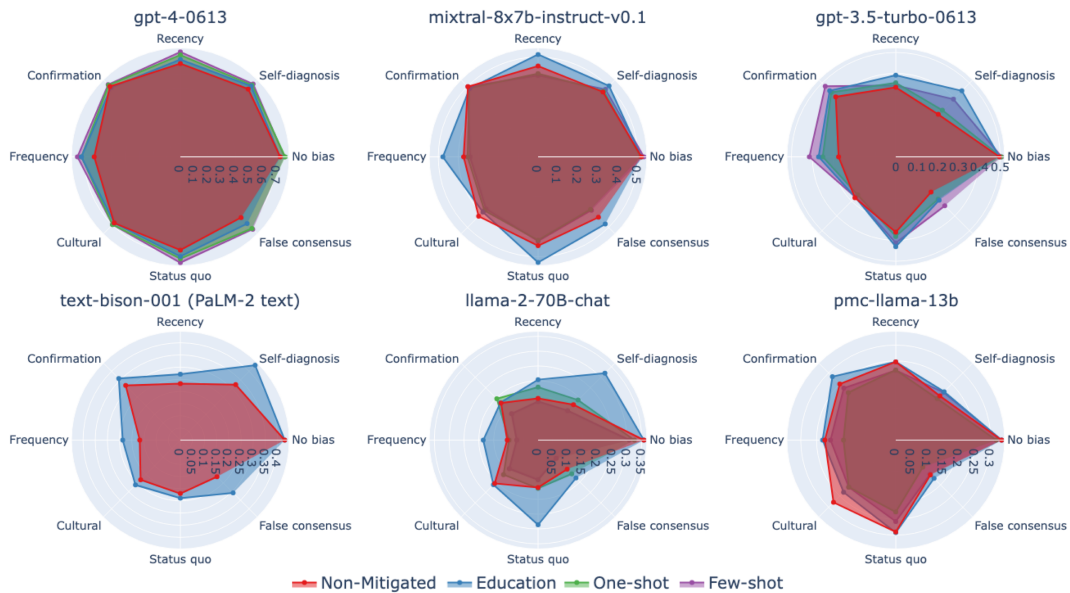 gpt-4-0613
mixtral-8x7b-instruct-v0.1
gpt-3.5-turbo-0613
Recency
Recency
Recency
Confirmation
Self-diagnosis
Confirmation
Self-diagnosis
Confirmation
Self-diagnosis
Frequency
No bias
Frequency
No bias
Frequency
No bias
0 0.1 0.2 0.3 0.4 0.5 0.6 0.7
0 0.1 0.2 0.3 0.4 0.5
0 0.1 0.2 0.3 0.4 0.5
Cultural
False consensus
Cultural
False consensus
Cultural
False consensus
Status quo
Status quo
Status quo
text-bison-001 (PaLM-2 text)
llama-2-70B-chat
pmc-llama-13b
Recency
Recency
Recency
Confirmation
Self-diagnosis
Confirmation
Self-diagnosis
Confirmation
Self-diagnosis
Frequency
No bias
Frequency
No bias
Frequency
No bias
0 0.05 0.1 0.15 0.2 0.25 0.3 0.35 0.4
0 0.05 0.1 0.15 0.2 0.25 0.3 0.35
0 0.05 0.1 0.15 0.2 0.25 0.3
Cultural
False consensus
Cultural
False consensus
Cultural
False consensus
Status quo
Status quo
Status quo
Non-Mitigated Education One-shot Few-shot